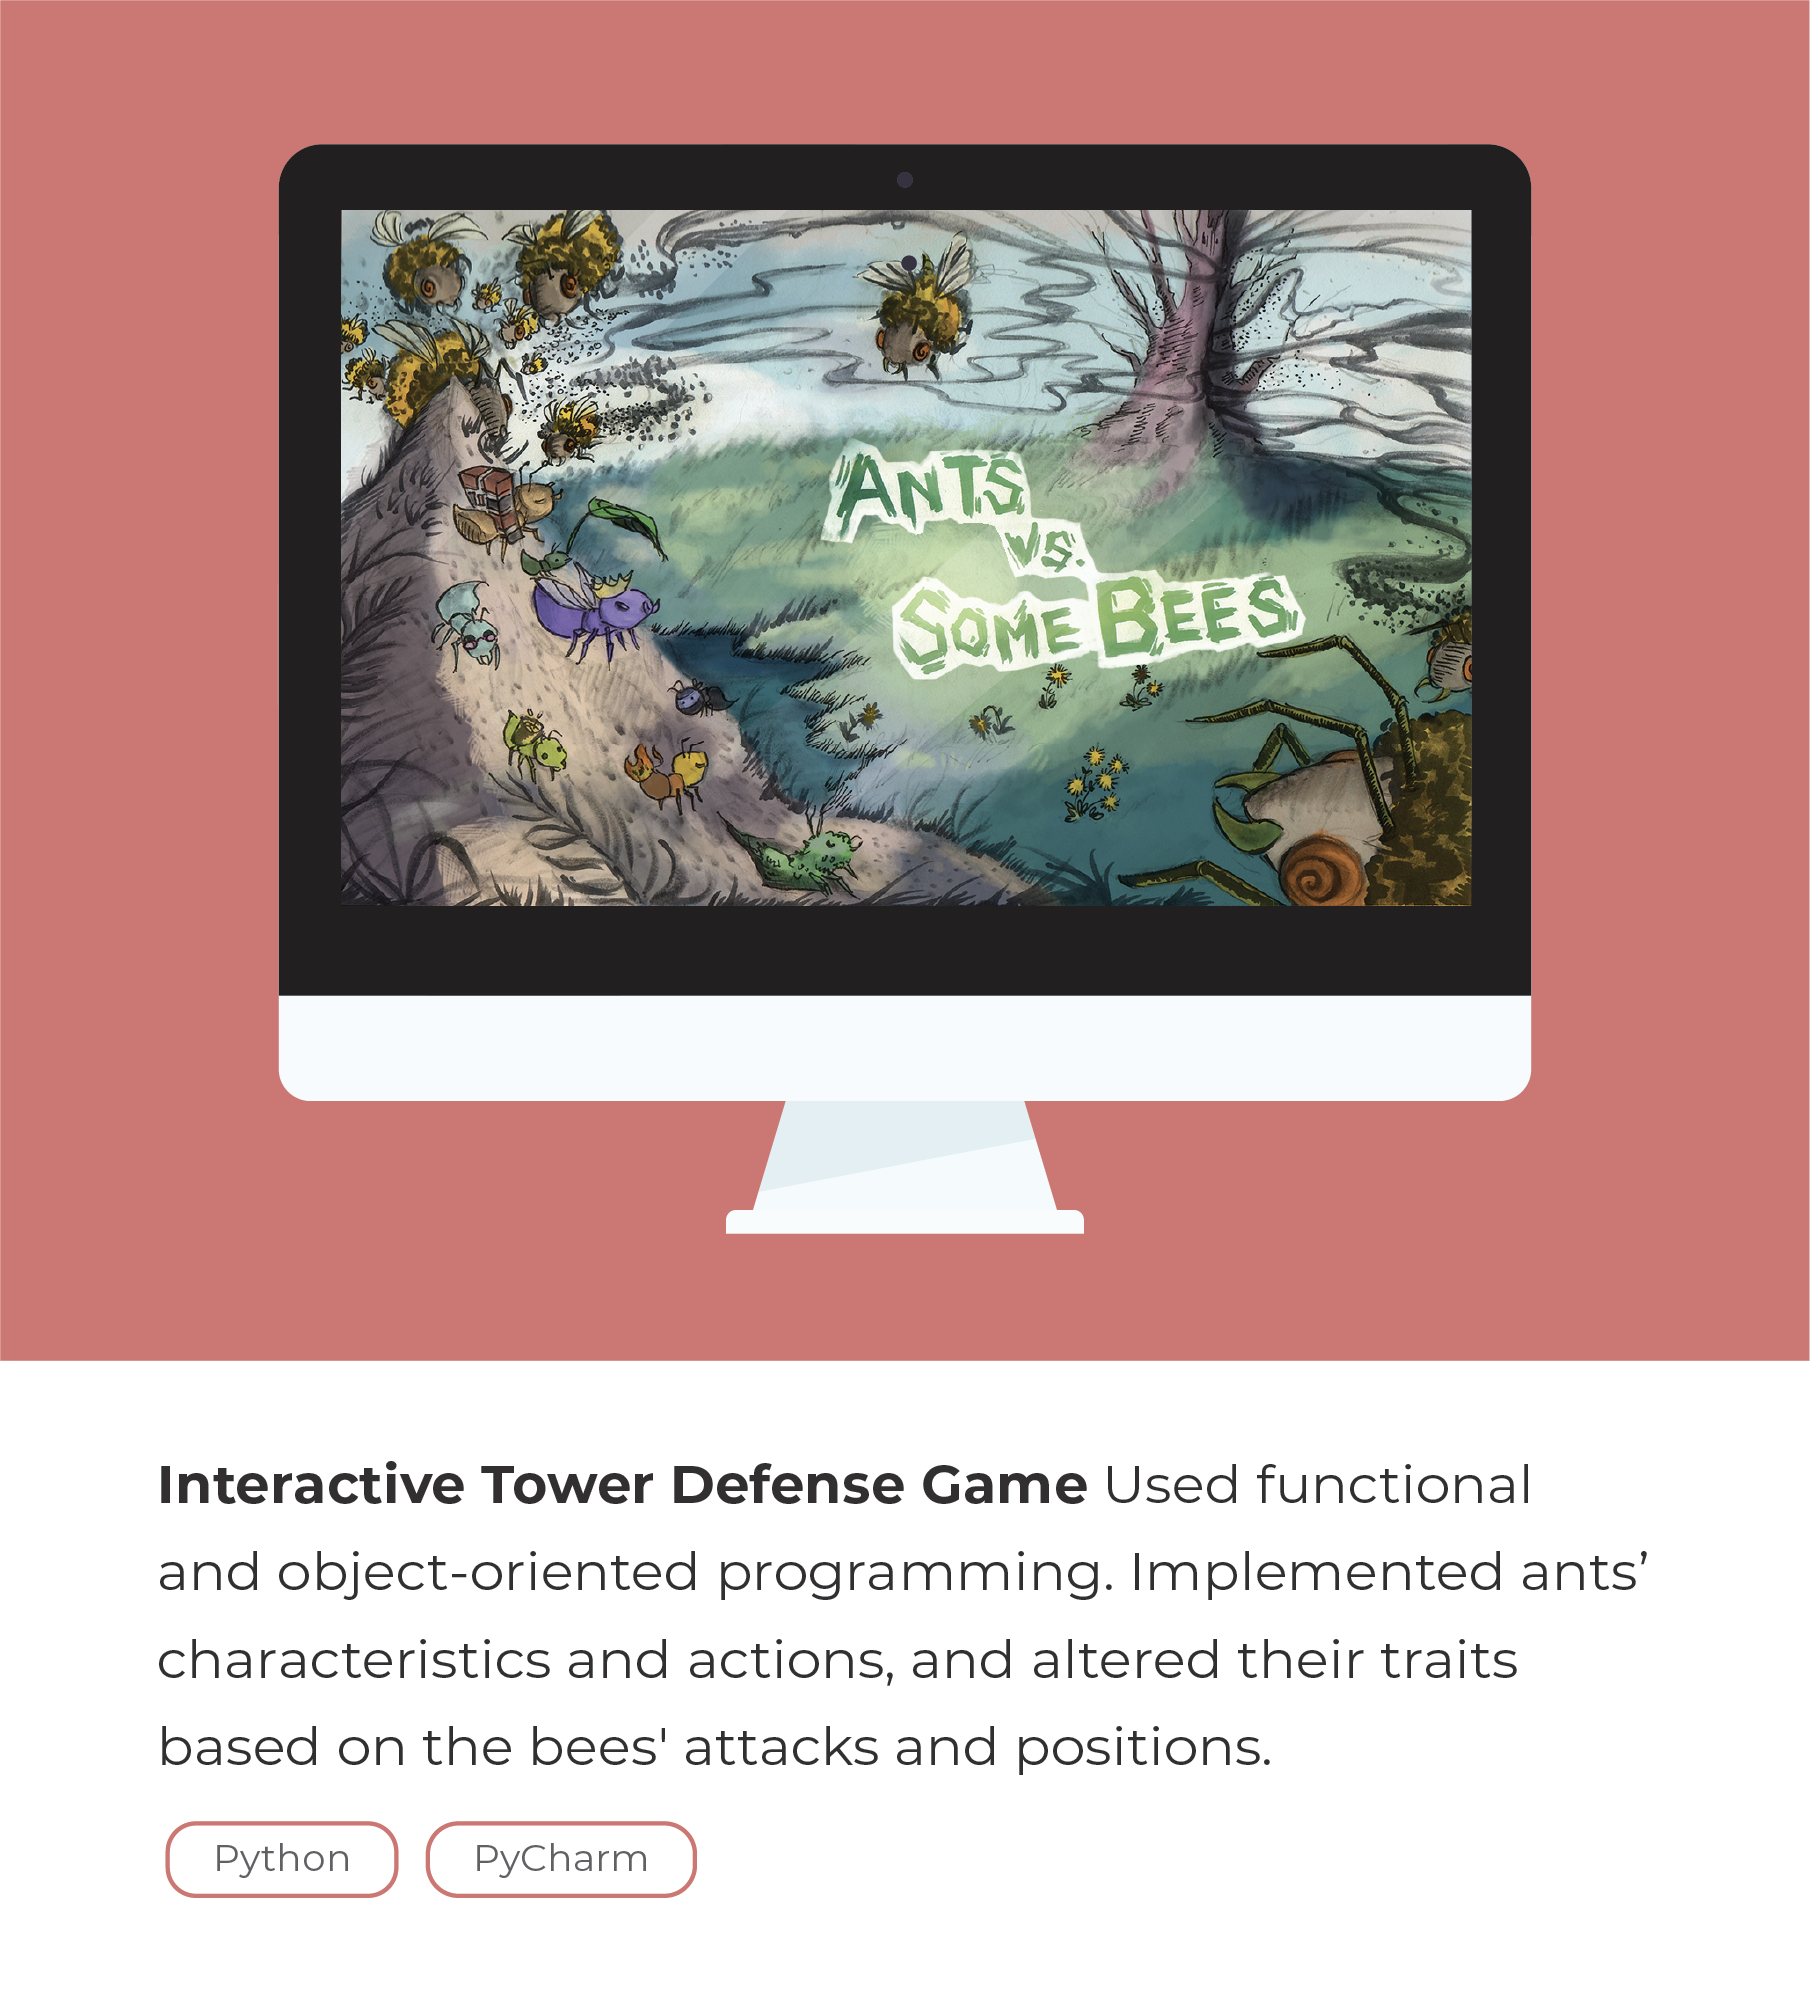 ANTS
VS.
SOME BEES
Interactive Tower Defense Game Used functional
and object-oriented programming. Implemented ants’
characteristics and actions, and altered their traits
based on the bees' attacks and positions.
Python PyCharm